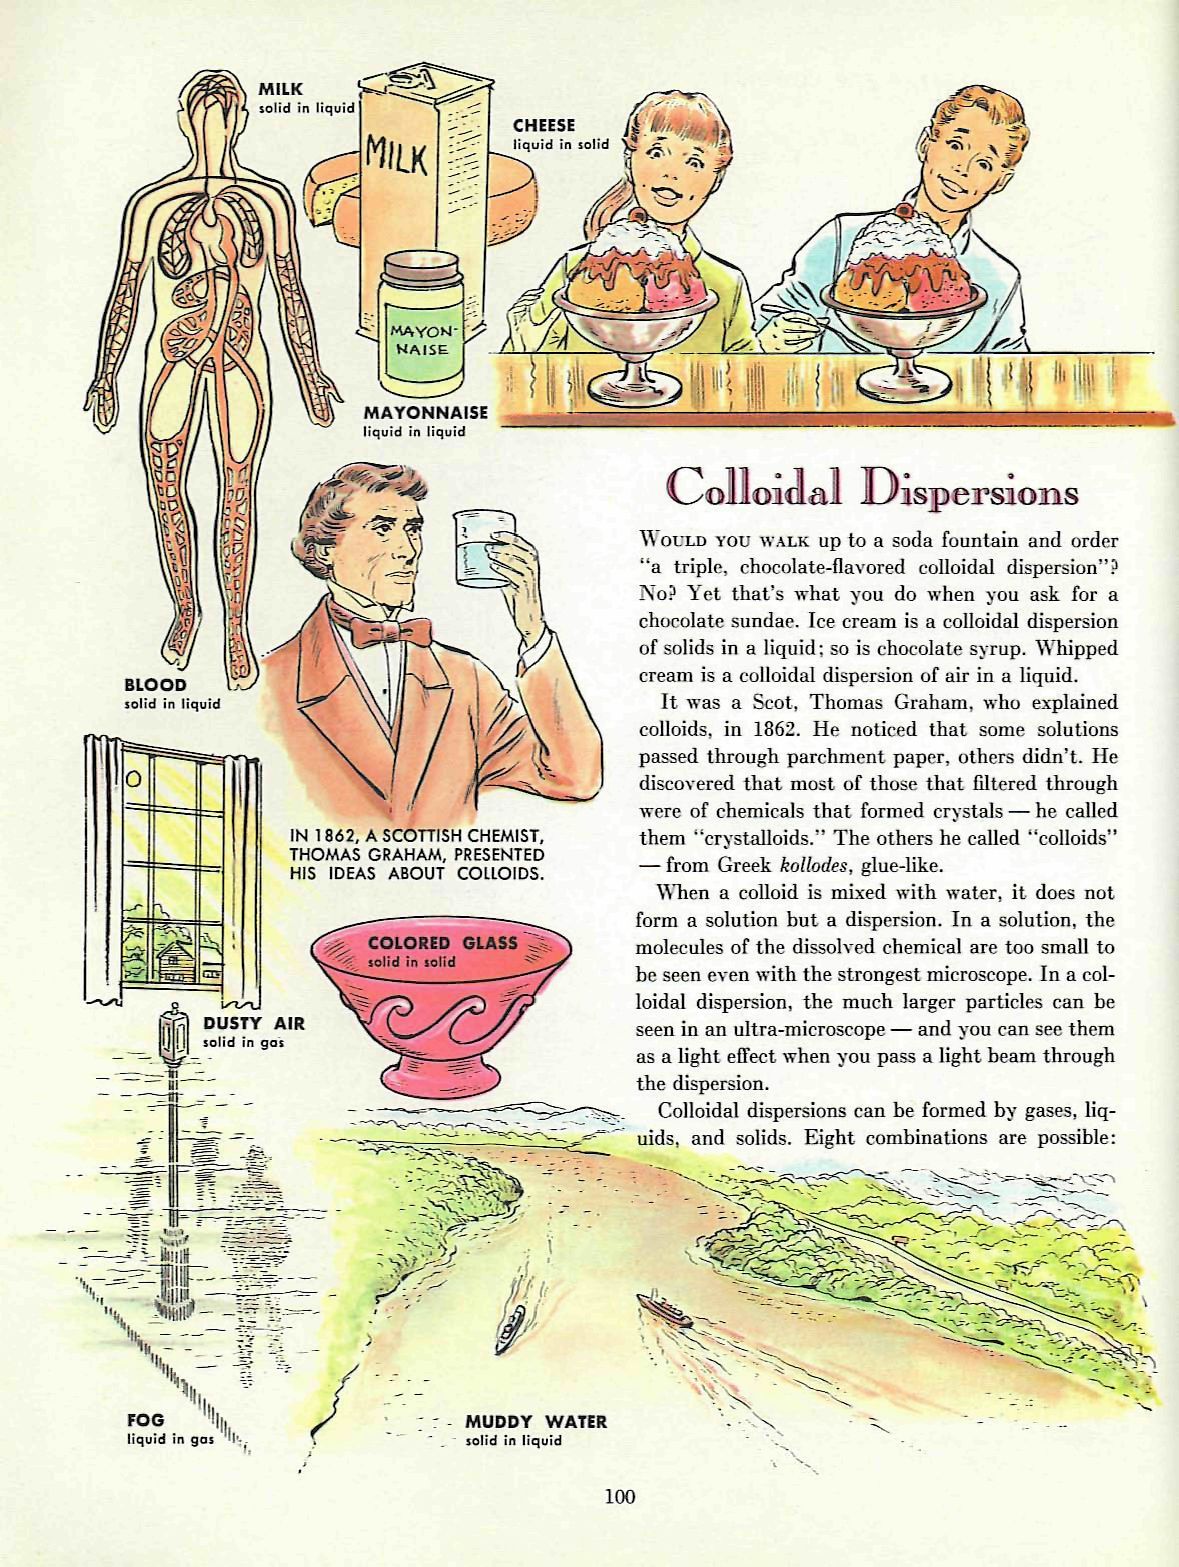 MILK
solid in liquid
MILK
CHEESE
liquid in solid
MAYON-
NAISE
MAYONNAISE
liquid in liquid
BLOOD
solid in liquid
IN 1862, A SCOTTISH CHEMIST,
THOMAS GRAHAM, PRESENTED
HIS IDEAS ABOUT COLLOIDS.
COLORED GLASS
solid in solid
DUSTY AIR
solid in gas
FOG
liquid in gas
MUDDY WATER
solid in liquid
Colloidal Dispersions
WOULD YOU WALK up to a soda fountain and order
“a triple, chocolate-flavored colloidal dispersion”?
No? Yet that’s what you do when you ask for a
chocolate sundae. Ice cream is a colloidal dispersion
of solids in a liquid; so is chocolate syrup. Whipped
cream is a colloidal dispersion of air in a liquid.
It was a Scot, Thomas Graham, who explained
colloids, in 1862. He noticed that some solutions
passed through parchment paper, others didn’t. He
discovered that most of those that filtered through
were of chemicals that formed crystals — he called
them “crystalloids.” The others he called “colloids”
— from Greek kollodes, glue-like.
When a colloid is mixed with water, it does not
form a solution but a dispersion. In a solution, the
molecules of the dissolved chemical are too small to
be seen even with the strongest microscope. In a col-
loidal dispersion, the much larger particles can be
seen in an ultra-microscope — and you can see them
as a light effect when you pass a light beam through
the dispersion.
Colloidal dispersions can be formed by gases, liq-
uids, and solids. Eight combinations are possible:
100